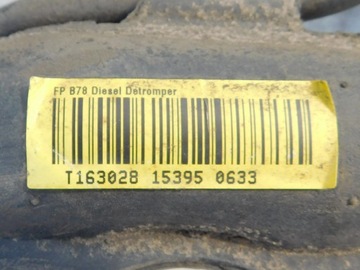 FP B78 Diesel Detromper
T163028 15395 0633